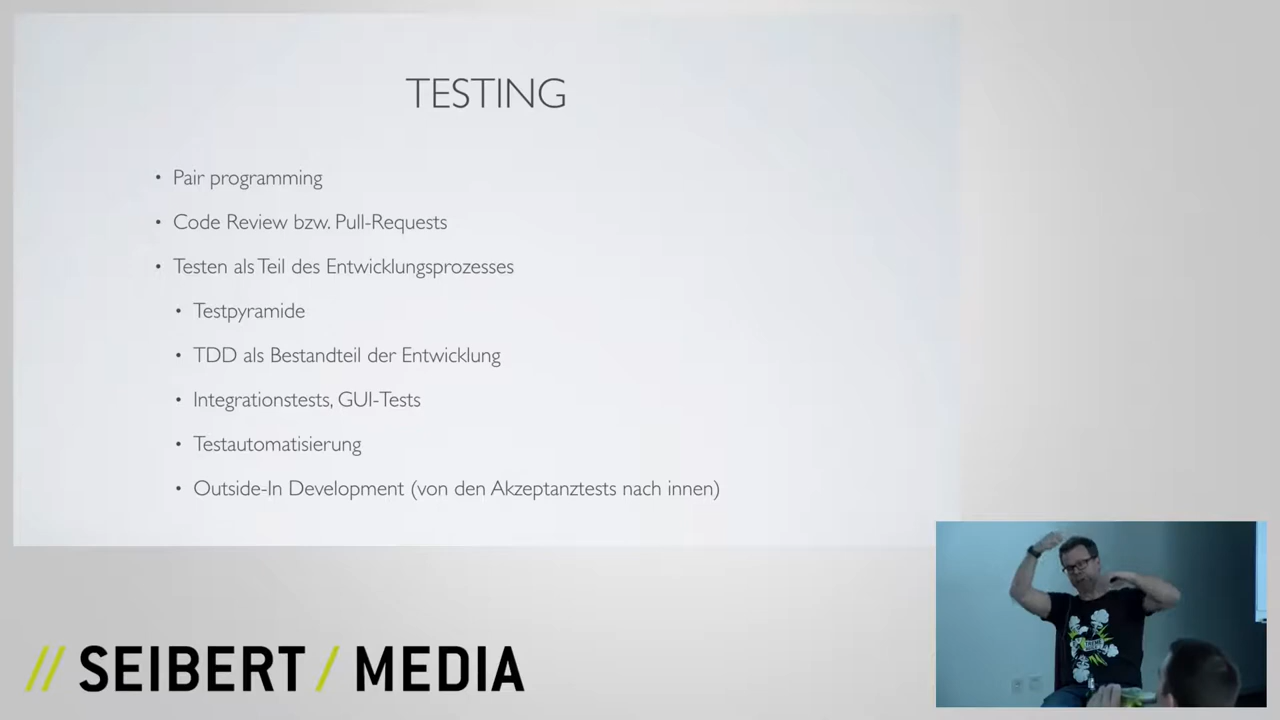 TESTING
• Pair programming
• Code Review bzw. Pull-Requests
• Testen als Teil des Entwicklungsprozesses
• Testpyramide
• TDD als Bestandteil der Entwicklung
• Integrationstests, GUI-Tests
• Testautomatisierung
• Outside-In Development (von den Akzeptanztests nach innen)
// SEIBERT / MEDIA